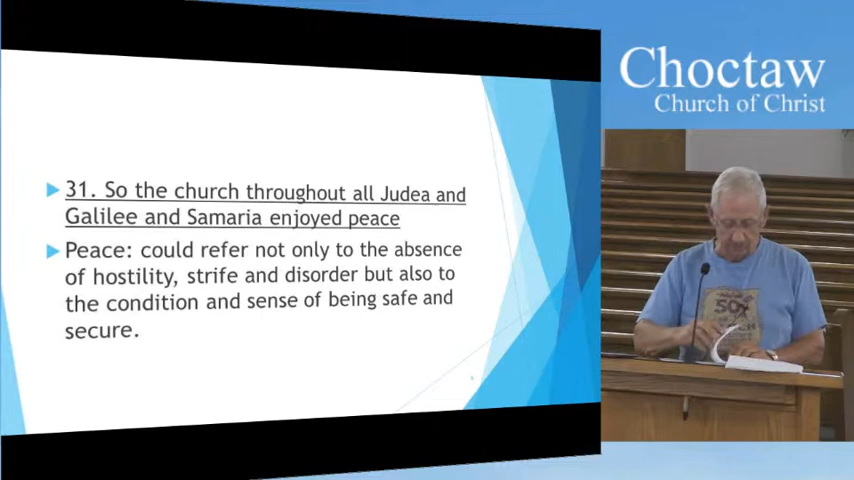 31. So the church throughout all Judea and
Galilee and Samaria enjoyed peace
Peace: could refer not only to the absence
of hostility, strife and disorder but also to
the condition and sense of being safe and
secure.
Choctaw
Church of Christ
50